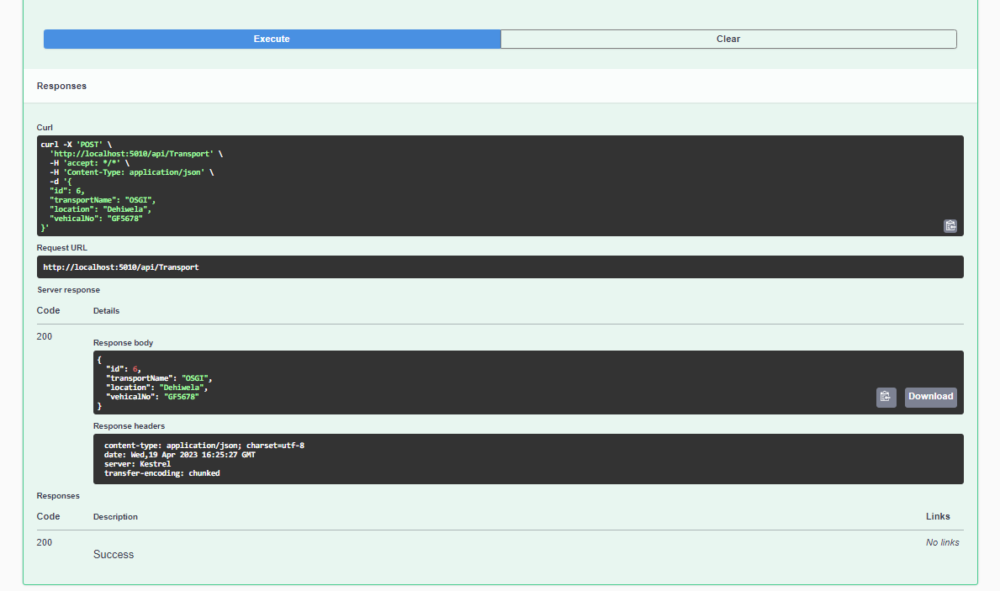 Execute
Clear
Responses
Curl
curl -X 'POST' \
'http://localhost:5010/api/Transport' \
-H 'accept: */*' \
-H 'Content-Type: application/json' \
-d '{
"id": 6,
"transportName": "OSGI",
"location": "Dehiwela",
"vehicalNo": "GF5678"
}'
Request URL
http://localhost:5010/api/Transport
Server response
Code Details
200
Response body
{
"id": 6,
"transportName": "OSGI",
"location": "Dehiwela",
"vehicalNo": "GF5678"
}
Download
Response headers
content-type: application/json; charset=utf-8
date: Wed,19 Apr 2023 16:25:27 GMT
server: Kestrel
transfer-encoding: chunked
Responses
Code Description Links
200 No links
Success